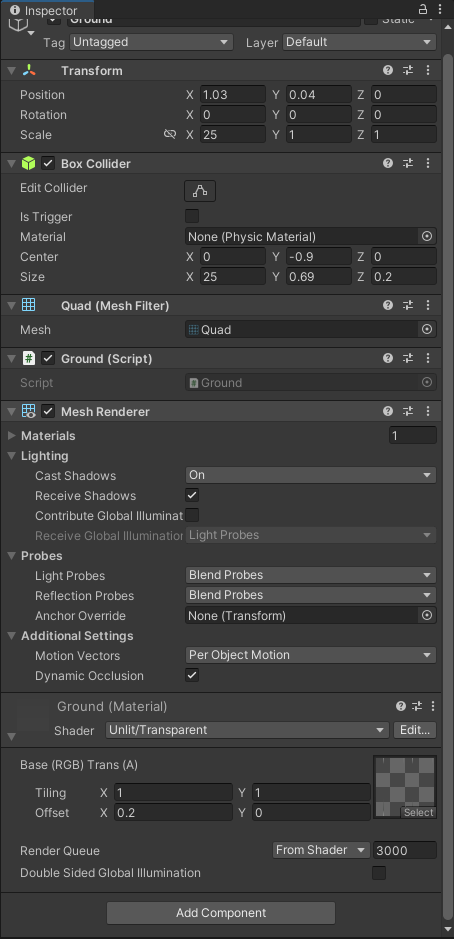 Inspector
Ground Static
Tag Untagged Layer Default
Transform
Position X 1.03 Y 0.04 Z 0
Rotation X 0 Y 0 Z 0
Scale X 25 Y 1 Z 1
Box Collider
Edit Collider
Is Trigger
Material None (Physic Material)
Center X 0 Y -0.9 Z 0
Size X 25 Y 0.69 Z 0.2
Quad (Mesh Filter)
Mesh Quad
Ground (Script)
Script Ground
Mesh Renderer
Materials 1
Lighting
Cast Shadows On
Receive Shadows
Contribute Global Illuminat
Receive Global Illumination Light Probes
Probes
Light Probes Blend Probes
Reflection Probes Blend Probes
Anchor Override None (Transform)
Additional Settings
Motion Vectors Per Object Motion
Dynamic Occlusion
Ground (Material)
Shader Unlit/Transparent Edit...
Base (RGB) Trans (A)
Tiling X 1 Y 1
Offset X 0.2 Y 0 Select
Render Queue From Shader 3000
Double Sided Global Illumination
Add Component